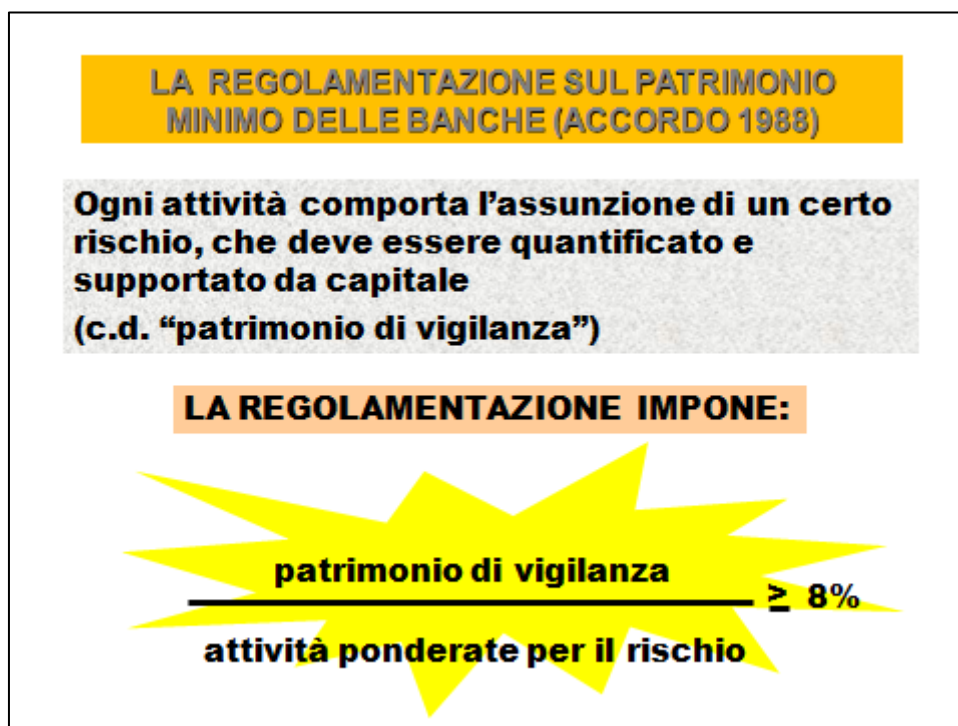 LA REGOLAMENTAZIONE SUL PATRIMONIO
MINIMO DELLE BANCHE (ACCORDO 1988)
Ogni attività comporta l’assunzione di un certo
rischio, che deve essere quantificato e
supportato da capitale
(c.d. “patrimonio di vigilanza”)
LA REGOLAMENTAZIONE IMPONE:
patrimonio di vigilanza
≥ 8%
attività ponderate per il rischio